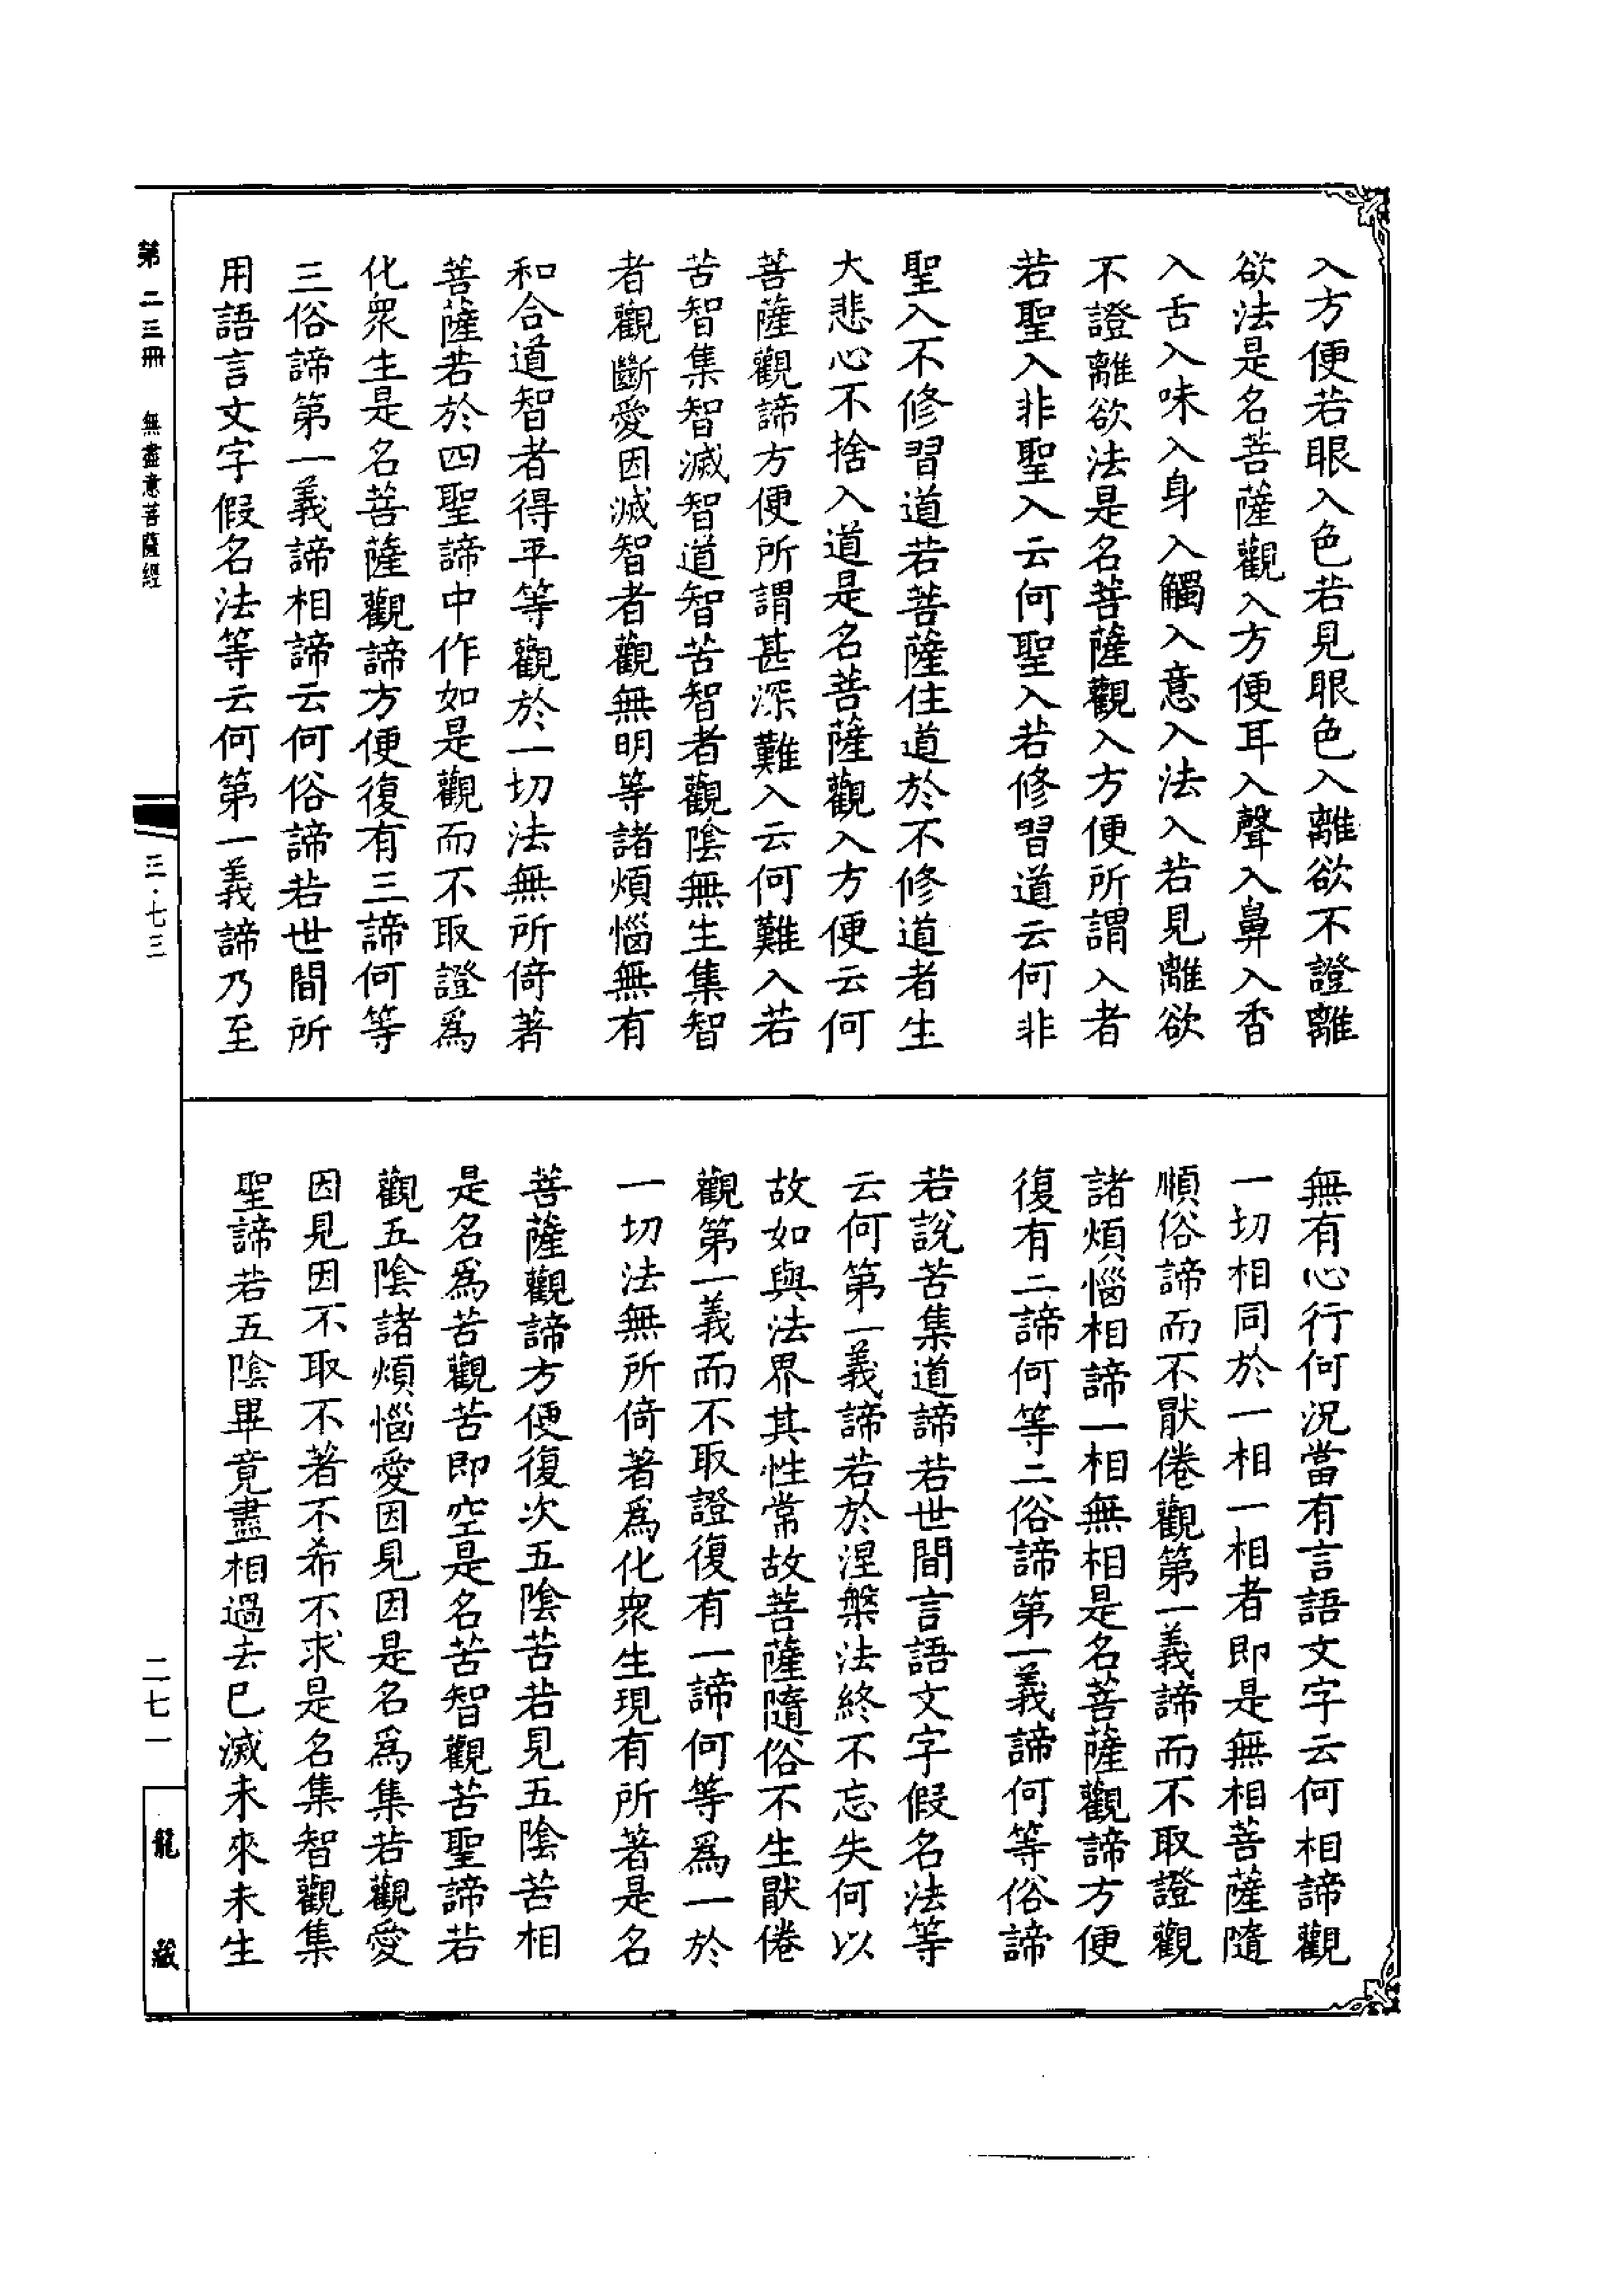 入方便若眼入色若見眼色入離欲不證離
欲法是名菩薩觀入方便耳入聲入鼻入香
入舌入味入身入觸入意入法入若見離欲
不證離欲法是名菩薩觀入方便所謂入者
若聖入非聖入云何聖入若修習道云何非
聖入不修習道若菩薩住道於不修道者生
大悲心不捨入道是名菩薩觀入方便云何
菩薩觀諦方便所謂甚深難入云何難入若
苦智集智滅智道智苦智者觀陰無生集智
者觀斷愛因滅智者觀無明等諸煩惱無有
和合道智者得平等觀於一切法無所倚著
菩薩若於四聖諦中作如是觀而不取證爲
化衆生是名菩薩觀諦方便復有三諦何等
三俗諦第一義諦相諦云何俗諦若世間所
用語言文字假名法等云何第一義諦乃至
無有心行何況當有言語文字云何相諦觀
一切相同於一相一相者即是無相菩薩隨
順俗諦而不猒倦觀第一義諦而不取證觀
諸煩惱相諦一相無相是名菩薩觀諦方便
復有二諦何等二俗諦第一義諦何等俗諦
若說苦集道諦若世間言語文字假名法等
云何第一義諦若於涅槃法終不忘失何以
故如與法界其性常故菩薩隨俗不生猒倦
觀第一義而不取證復有一諦何等爲一於
一切法無所倚著爲化衆生現有所著是名
菩薩觀諦方便復次五陰苦若見五陰苦相
是名爲苦觀苦即空是名苦智觀苦聖諦若
觀五陰諸煩惱愛因見因是名爲集若觀愛
因見因不取不著不希不求是名集智觀集
聖諦若五陰畢竟盡相過去已滅未來未生
第二三冊 無盡意菩薩經
三·七三
二七一
龍藏